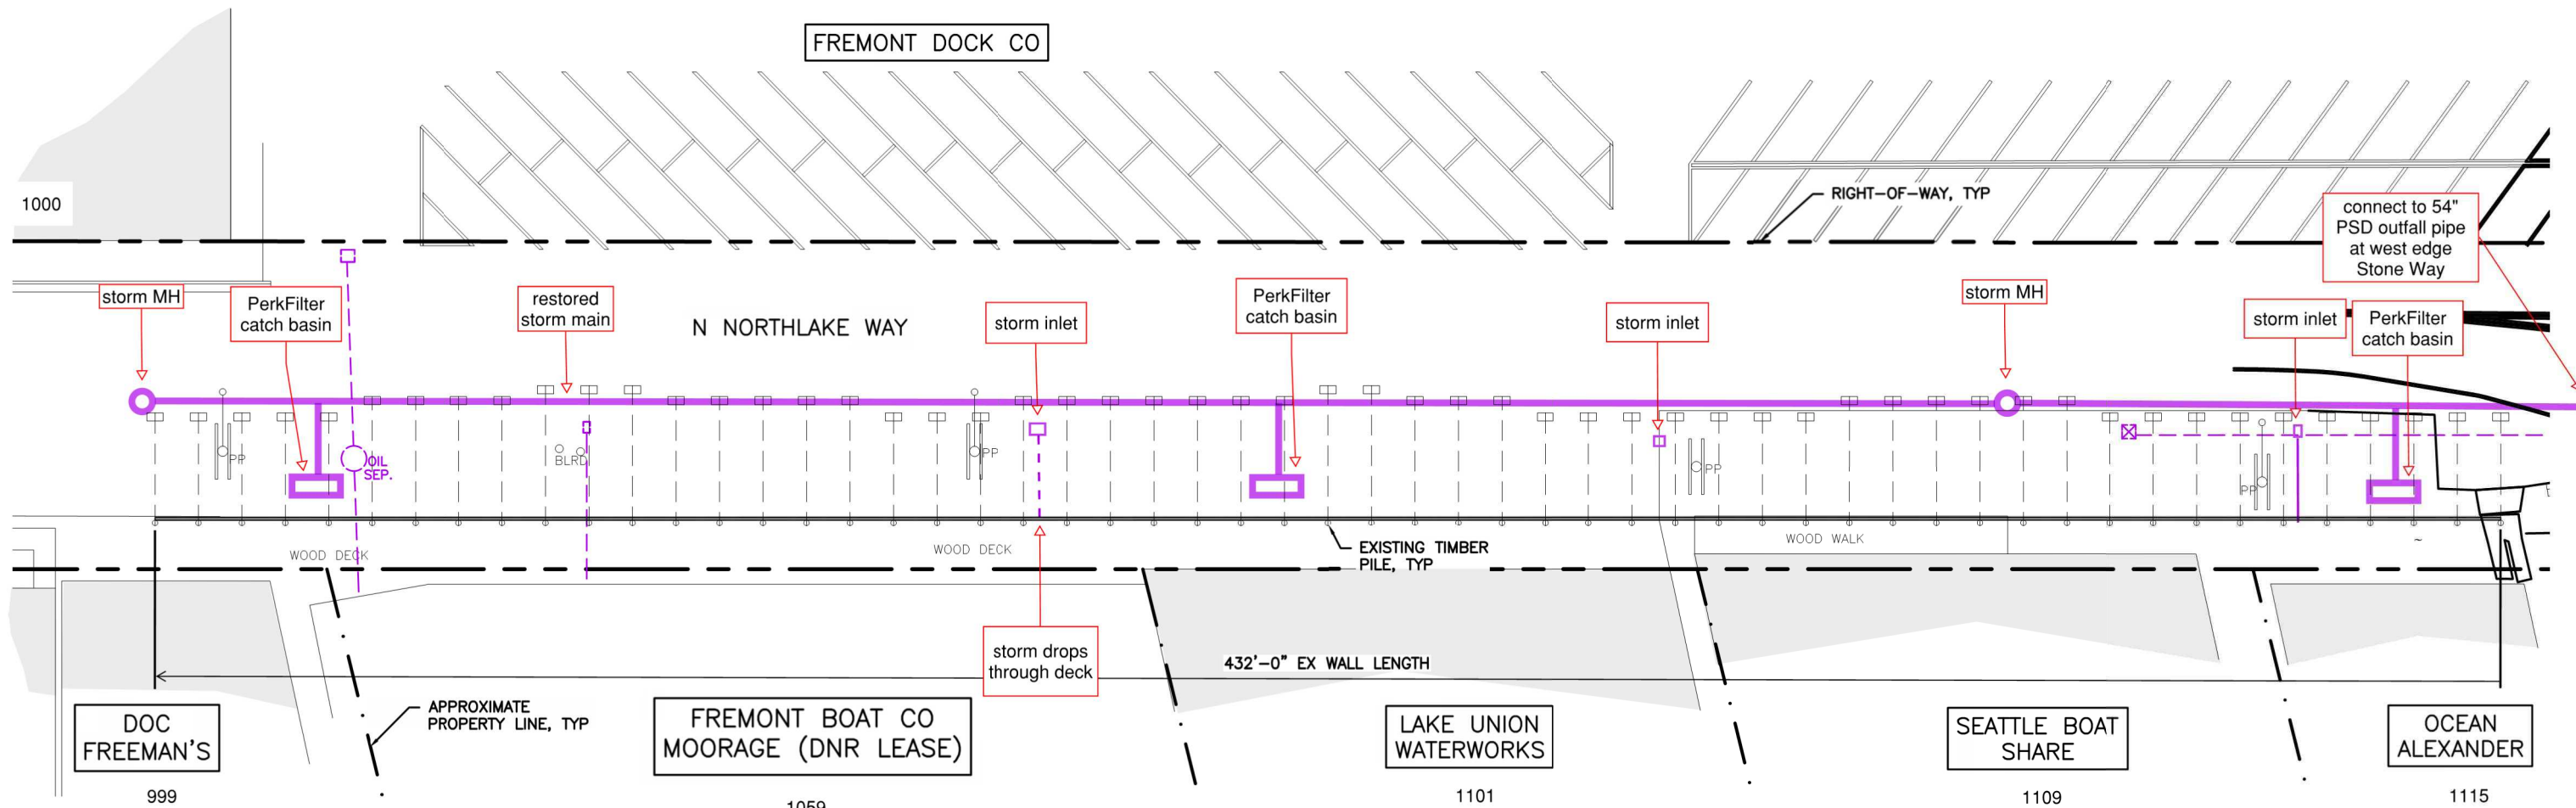 FREMONT DOCK CO
1000
RIGHT-OF-WAY, TYP
connect to 54"
PSD outfall pipe
at west edge
Stone Way
storm MH
PerkFilter
catch basin
restored
storm main
N NORTHLAKE WAY
storm inlet
PerkFilter
catch basin
storm inlet
storm MH
storm inlet
PerkFilter
catch basin
PP
OIL
SEP.
BLRD
PP
PP
PP
WOOD DECK
WOOD DECK
EXISTING TIMBER
PILE, TYP
WOOD WALK
storm drops
through deck
432'-0" EX WALL LENGTH
APPROXIMATE
PROPERTY LINE, TYP
DOC
FREEMAN'S
FREMONT BOAT CO
MOORAGE (DNR LEASE)
LAKE UNION
WATERWORKS
SEATTLE BOAT
SHARE
OCEAN
ALEXANDER
999
1059
1101
1109
1115